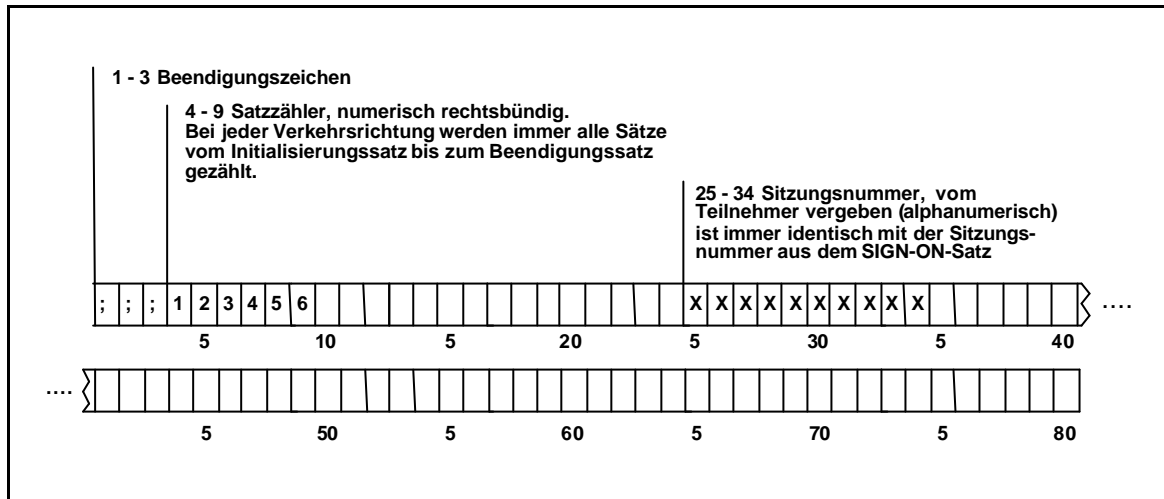 1 - 3 Beendigungszeichen
4 - 9 Satzzähler, numerisch rechtsbündig.
Bei jeder Verkehrsrichtung werden immer alle Sätze
vom Initialisierungssatz bis zum Beendigungssatz
gezählt.
25 - 34 Sitzungsnummer, vom
Teilnehmer vergeben (alphanumerisch)
ist immer identisch mit der Sitzungs-
nummer aus dem SIGN-ON-Satz
; ; ; 1 2 3 4 5 6 X X X X X X X X X X ....
5 10 5 20 5 30 5 40
....
5 50 5 60 5 70 5 80